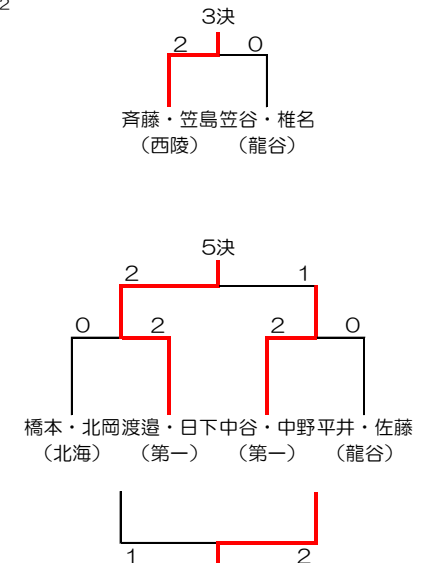 2
3決
2 0
斉藤・笠島 笠谷・椎名
（西陵） （龍谷）
5決
2 1
0 2 2 0
橋本・北岡 渡邉・日下 中谷・中野 平井・佐藤
（北海） （第一） （第一） （龍谷）
1 2